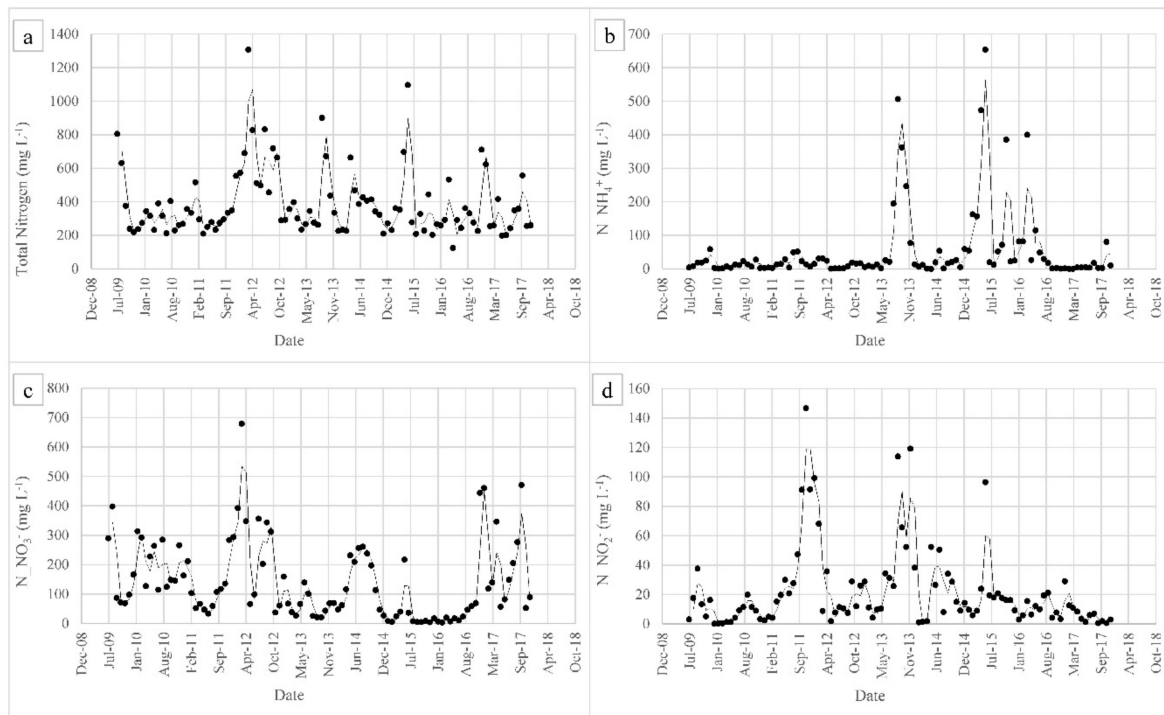 a
1400
1200
1000
800
600
400
200
0
Total Nitrogen (mg L⁻¹)
Dec-08
Jul-09
Jan-10
Aug-10
Feb-11
Sep-11
Apr-12
Oct-12
May-13
Nov-13
Jun-14
Dec-14
Jul-15
Jan-16
Aug-16
Mar-17
Sep-17
Apr-18
Oct-18
Date
b
700
600
500
400
300
200
100
0
N_NH₄⁺ (mg L⁻¹)
Dec-08
Jul-09
Jan-10
Aug-10
Feb-11
Sep-11
Apr-12
Oct-12
May-13
Nov-13
Jun-14
Dec-14
Jul-15
Jan-16
Aug-16
Mar-17
Sep-17
Apr-18
Oct-18
Date
c
800
700
600
500
400
300
200
100
0
N_NO₃⁻ (mg L⁻¹)
Dec-08
Jul-09
Jan-10
Aug-10
Feb-11
Sep-11
Apr-12
Oct-12
May-13
Nov-13
Jun-14
Dec-14
Jul-15
Jan-16
Aug-16
Mar-17
Sep-17
Apr-18
Oct-18
Date
d
160
140
120
100
80
60
40
20
0
N_NO₂⁻ (mg L⁻¹)
Dec-08
Jul-09
Jan-10
Aug-10
Feb-11
Sep-11
Apr-12
Oct-12
May-13
Nov-13
Jun-14
Dec-14
Jul-15
Jan-16
Aug-16
Mar-17
Sep-17
Apr-18
Oct-18
Date